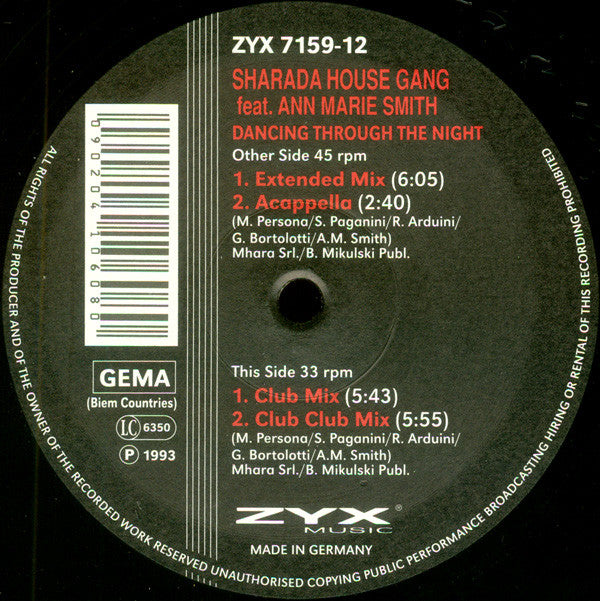 ZYX 7159-12
SHARADA HOUSE GANG
feat. ANN MARIE SMITH
DANCING THROUGH THE NIGHT
Other Side 45 rpm
1. Extended Mix (6:05)
2. Acappella (2:40)
(M. Persona/S. Paganini/R. Arduini/
G. Bortolotti/A.M. Smith)
Mhara Srl./B. Mikulski Publ.
This Side 33 rpm
1. Club Mix (5:43)
2. Club Club Mix (5:55)
(M. Persona/S. Paganini/R. Arduini/
G. Bortolotti/A.M. Smith)
Mhara Srl./B. Mikulski Publ.
ZYX®
MUSIC
MADE IN GERMANY
090204106080
GEMA
(Biem Countries)
LC 6350
Ⓟ 1993
ALL RIGHTS OF THE PRODUCER AND OF THE OWNER OF THE RECORDED WORK RESERVED UNAUTHORISED COPYING PUBLIC PERFORMANCE BROADCASTING HIRING OR RENTAL OF THIS RECORDING PROHIBITED